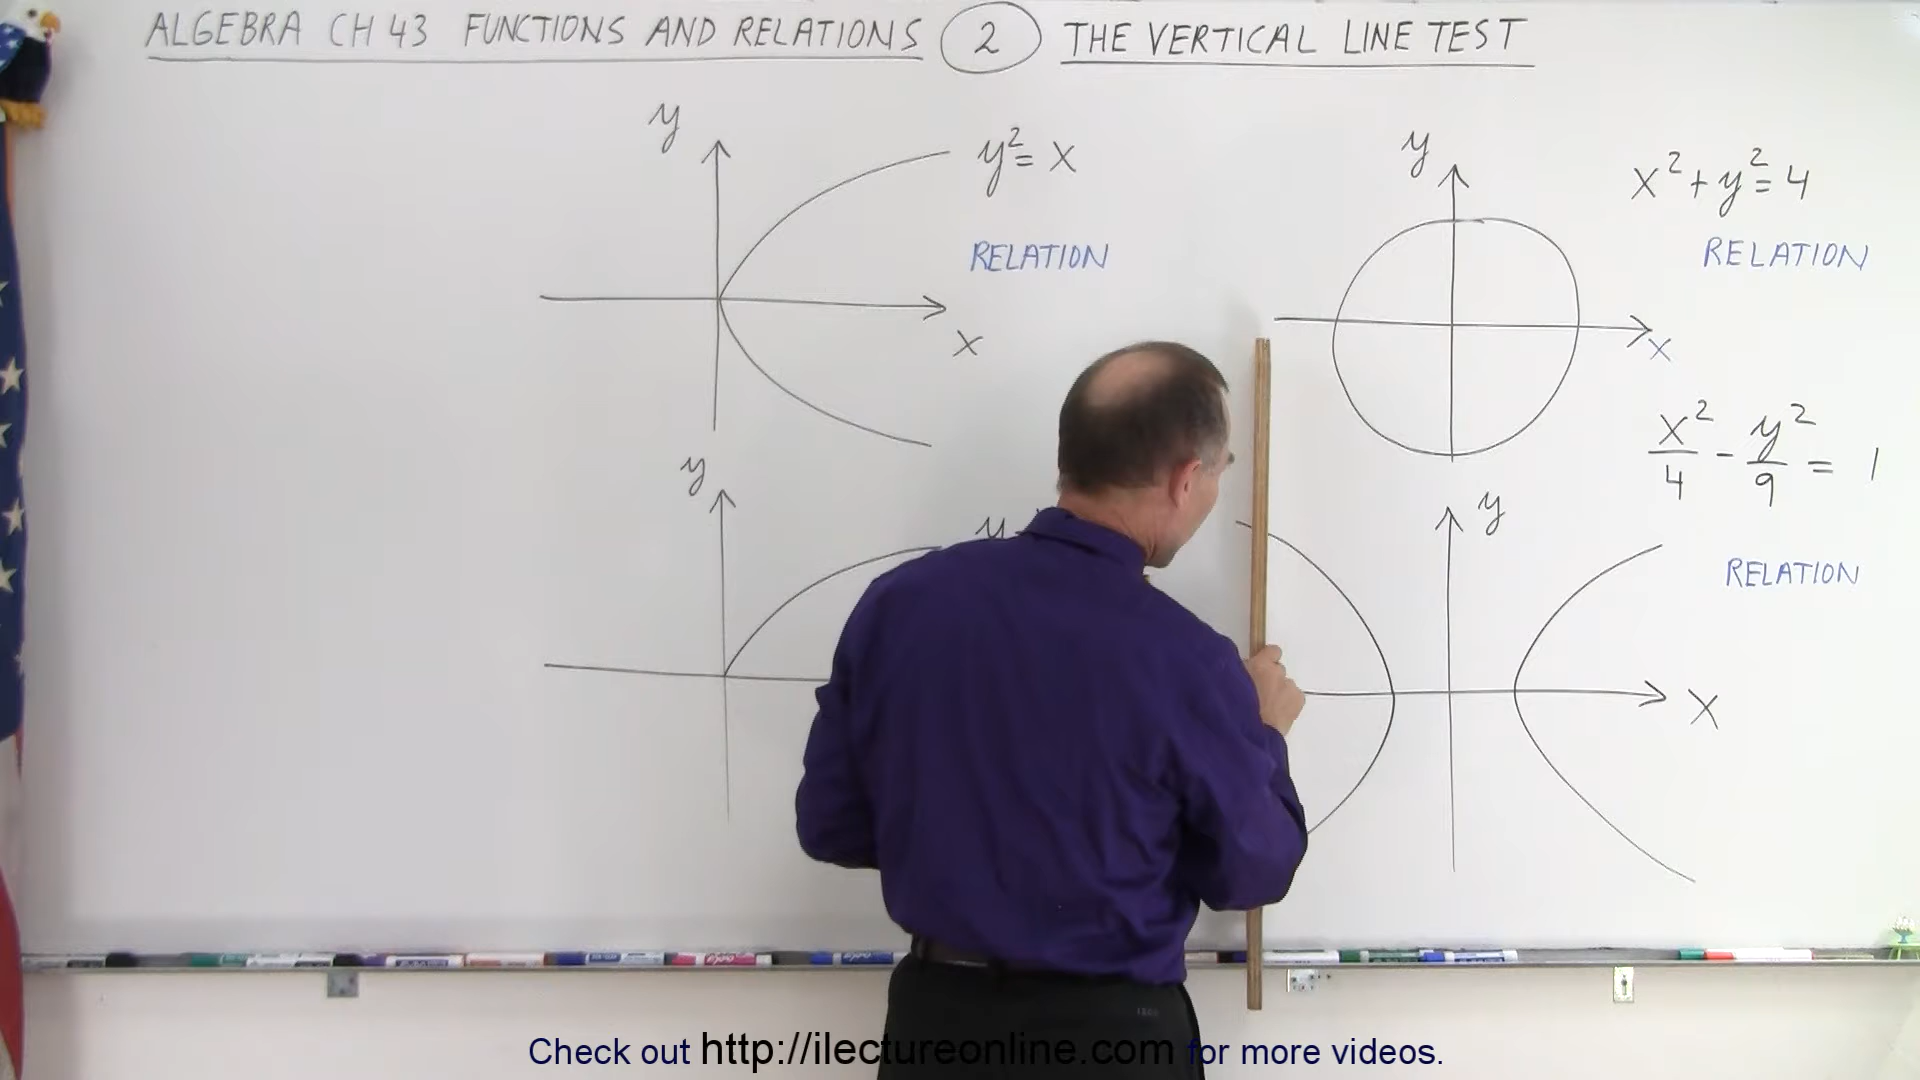 ALGEBRA CH 43 FUNCTIONS AND RELATIONS 2 THE VERTICAL LINE TEST
y
y² = x
RELATION
x
y
x² + y² = 4
RELATION
x
y
y
x²/4 - y²/9 = 1
y
RELATION
x
Check out http://ilectureonline.com for more videos.